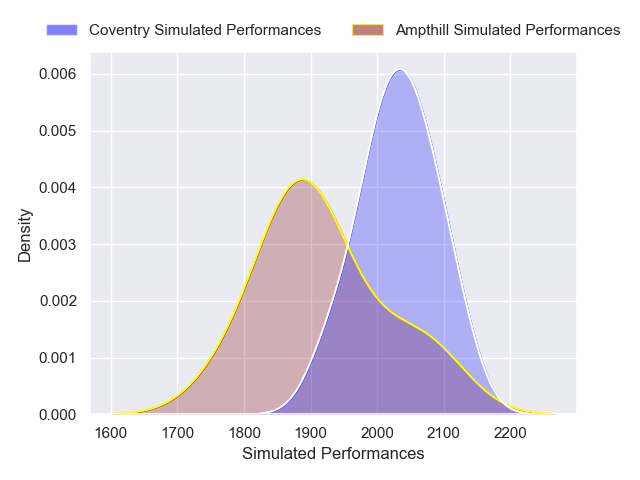 Coventry Simulated Performances Ampthill Simulated Performances
0.006
0.005
0.004
0.003
0.002
0.001
0.000
Density
1600 1700 1800 1900 2000 2100 2200
Simulated Performances